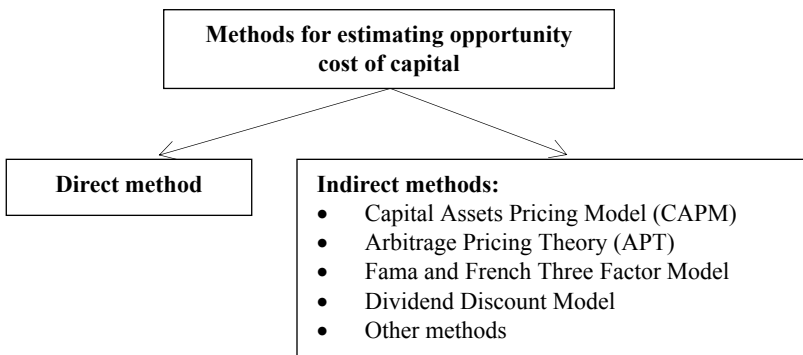 Methods for estimating opportunity
cost of capital
Direct method
Indirect methods:
• Capital Assets Pricing Model (CAPM)
• Arbitrage Pricing Theory (APT)
• Fama and French Three Factor Model
• Dividend Discount Model
• Other methods